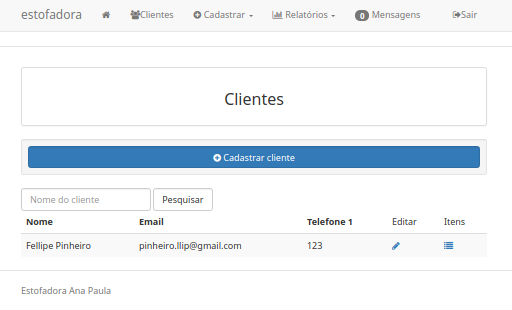 estofadora Clientes Cadastrar Relatórios 0 Mensagens Sair
Clientes
Cadastrar cliente
Nome do cliente Pesquisar
Nome Email Telefone 1 Editar Itens
Fellipe Pinheiro pinheiro.llip@gmail.com 123
Estofadora Ana Paula